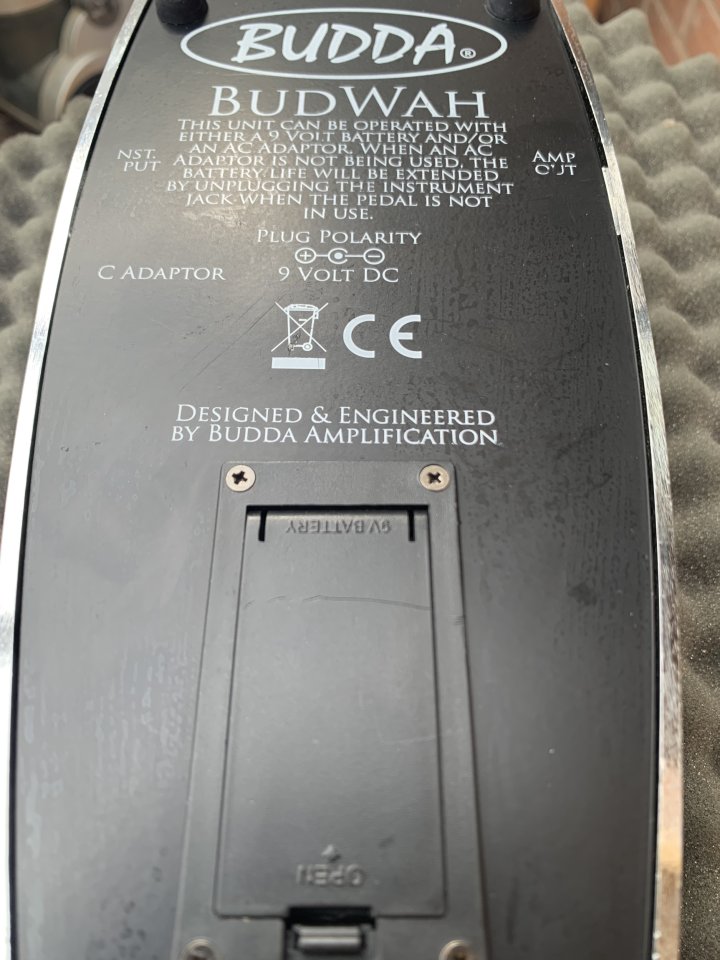 BUDDA®
BUDWAH
THIS UNIT CAN BE OPERATED WITH
EITHER A 9 VOLT BATTERY AND/OR
AN AC ADAPTOR. WHEN AN AC
NST. ADAPTOR IS NOT BEING USED, THE AMP
PUT BATTERY LIFE WILL BE EXTENDED
BY UNPLUGGING THE INSTRUMENT
JACK WHEN THE PEDAL IS NOT
IN USE.
PLUG POLARITY
C ADAPTOR 9 VOLT DC
CE
DESIGNED & ENGINEERED
BY BUDDA AMPLIFICATION
9V BATTERY
OPEN